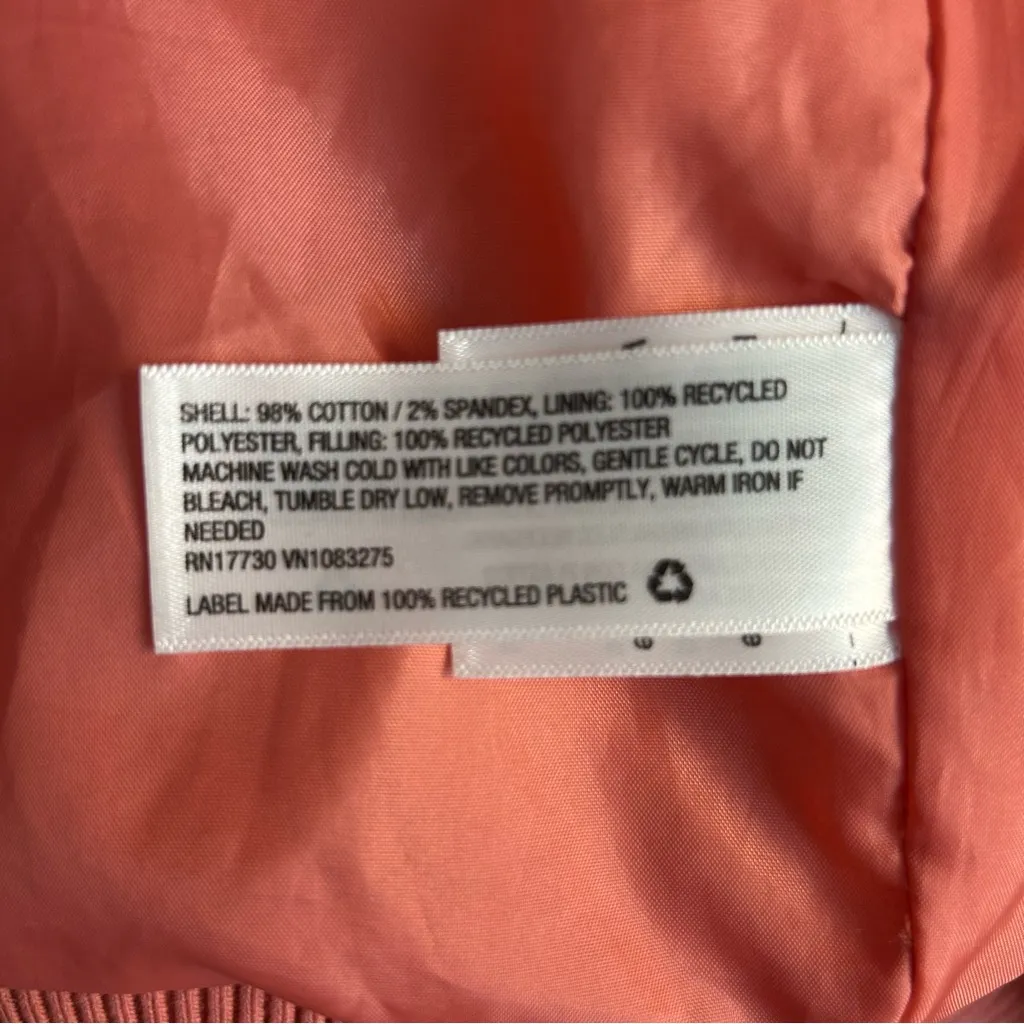 SHELL: 98% COTTON / 2% SPANDEX, LINING: 100% RECYCLED
POLYESTER, FILLING: 100% RECYCLED POLYESTER
MACHINE WASH COLD WITH LIKE COLORS, GENTLE CYCLE, DO NOT
BLEACH, TUMBLE DRY LOW, REMOVE PROMPTLY, WARM IRON IF
NEEDED
RN17730 VN1083275
LABEL MADE FROM 100% RECYCLED PLASTIC